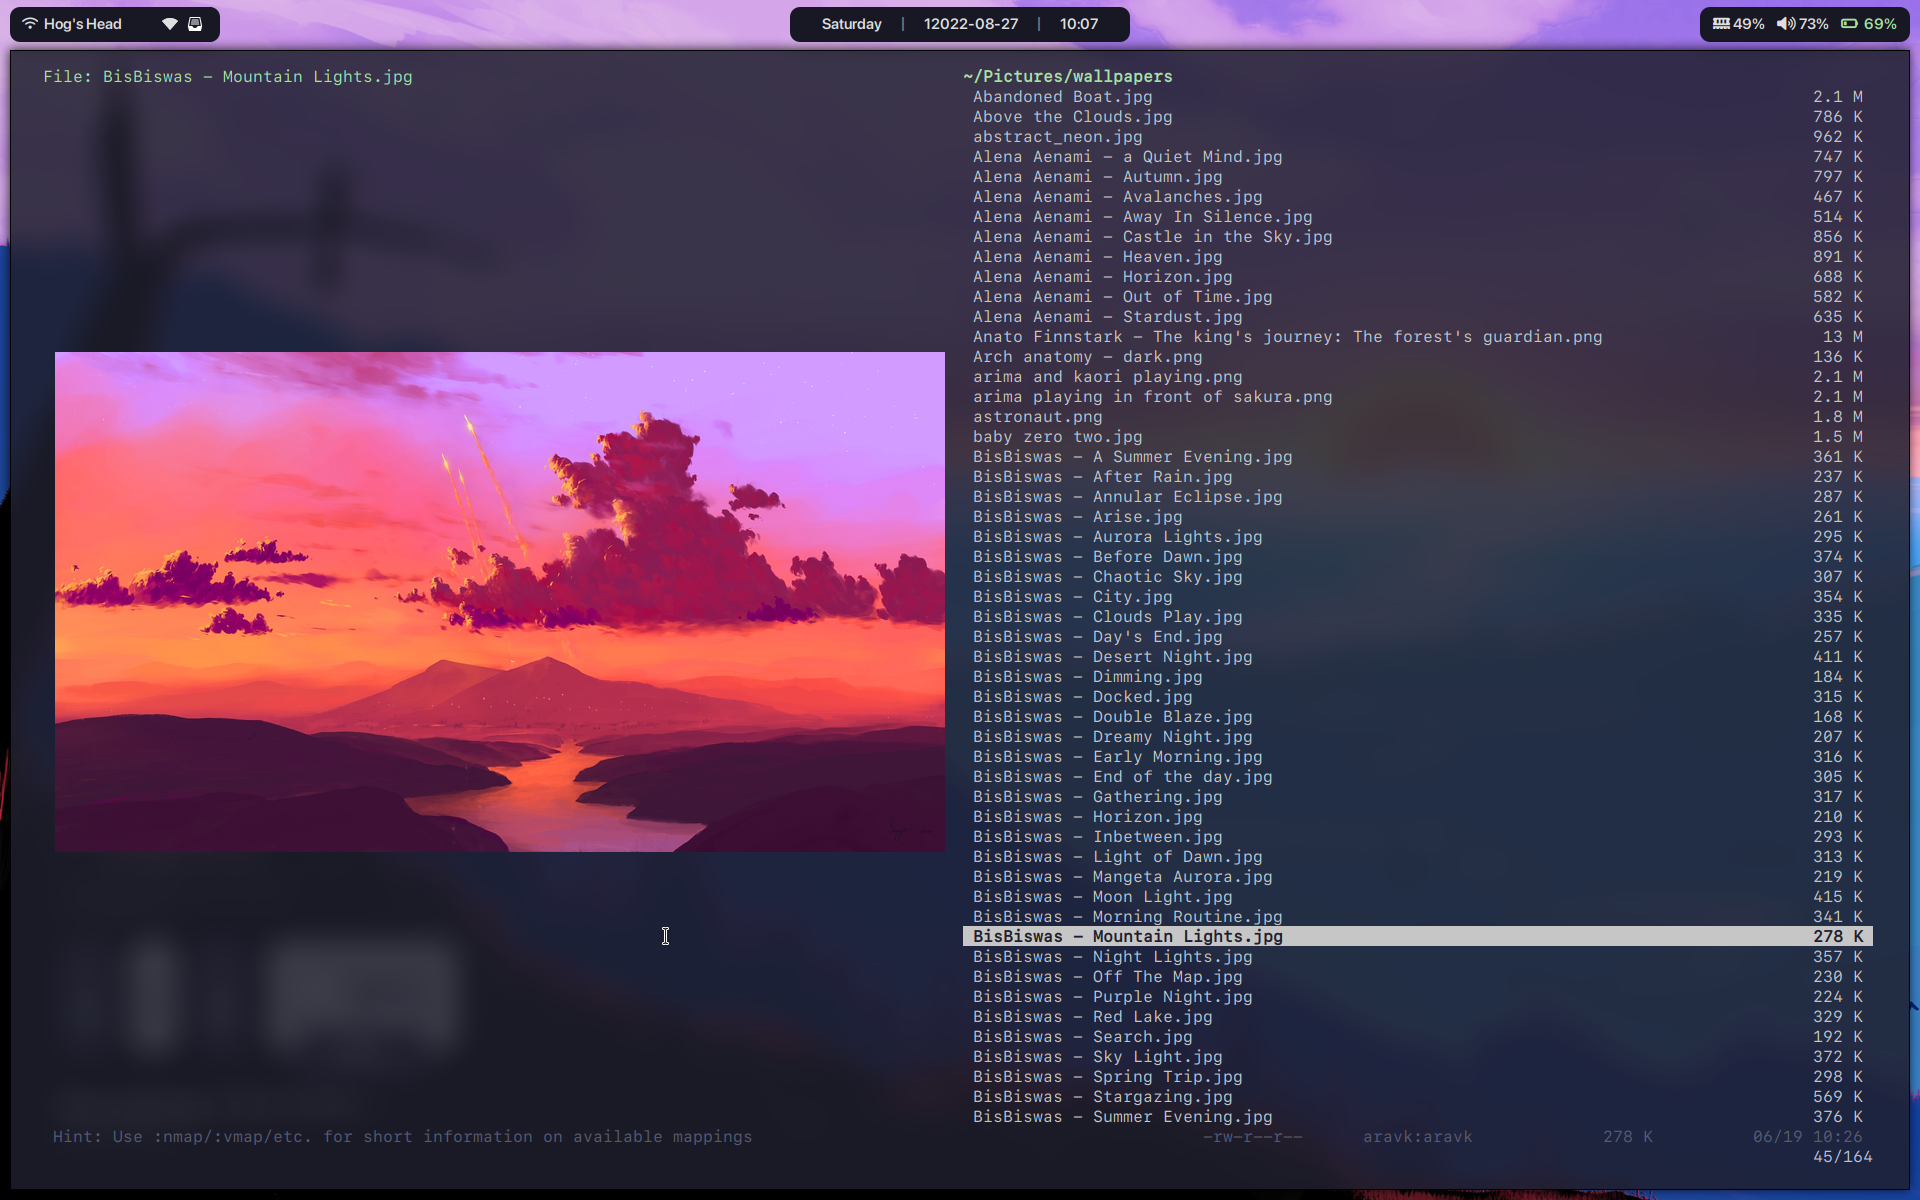 Hog's Head
Saturday | 12022-08-27 | 10:07
49% 73% 69%
File: BisBiswas – Mountain Lights.jpg
~/Pictures/wallpapers
Abandoned Boat.jpg 2.1 M
Above the Clouds.jpg 786 K
abstract_neon.jpg 962 K
Alena Aenami – a Quiet Mind.jpg 747 K
Alena Aenami – Autumn.jpg 797 K
Alena Aenami – Avalanches.jpg 467 K
Alena Aenami – Away In Silence.jpg 514 K
Alena Aenami – Castle in the Sky.jpg 856 K
Alena Aenami – Heaven.jpg 891 K
Alena Aenami – Horizon.jpg 688 K
Alena Aenami – Out of Time.jpg 582 K
Alena Aenami – Stardust.jpg 635 K
Anato Finnstark – The king's journey: The forest's guardian.png 13 M
Arch anatomy – dark.png 136 K
arima and kaori playing.png 2.1 M
arima playing in front of sakura.png 2.1 M
astronaut.png 1.8 M
baby zero two.jpg 1.5 M
BisBiswas – A Summer Evening.jpg 361 K
BisBiswas – After Rain.jpg 237 K
BisBiswas – Annular Eclipse.jpg 287 K
BisBiswas – Arise.jpg 261 K
BisBiswas – Aurora Lights.jpg 295 K
BisBiswas – Before Dawn.jpg 374 K
BisBiswas – Chaotic Sky.jpg 307 K
BisBiswas – City.jpg 354 K
BisBiswas – Clouds Play.jpg 335 K
BisBiswas – Day's End.jpg 257 K
BisBiswas – Desert Night.jpg 411 K
BisBiswas – Dimming.jpg 184 K
BisBiswas – Docked.jpg 315 K
BisBiswas – Double Blaze.jpg 168 K
BisBiswas – Dreamy Night.jpg 207 K
BisBiswas – Early Morning.jpg 316 K
BisBiswas – End of the day.jpg 305 K
BisBiswas – Gathering.jpg 317 K
BisBiswas – Horizon.jpg 210 K
BisBiswas – Inbetween.jpg 293 K
BisBiswas – Light of Dawn.jpg 313 K
BisBiswas – Mangeta Aurora.jpg 219 K
BisBiswas – Moon Light.jpg 415 K
BisBiswas – Morning Routine.jpg 341 K
BisBiswas – Mountain Lights.jpg 278 K
BisBiswas – Night Lights.jpg 357 K
BisBiswas – Off The Map.jpg 230 K
BisBiswas – Purple Night.jpg 224 K
BisBiswas – Red Lake.jpg 329 K
BisBiswas – Search.jpg 192 K
BisBiswas – Sky Light.jpg 372 K
BisBiswas – Spring Trip.jpg 298 K
BisBiswas – Stargazing.jpg 569 K
BisBiswas – Summer Evening.jpg 376 K
Hint: Use :nmap/:vmap/etc. for short information on available mappings -rw-r--r-- aravk:aravk 278 K 06/19 10:26
45/164